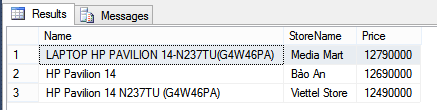 Results Messages
Name StoreName Price
1 LAPTOP HP PAVILION 14-N237TU(G4W46PA) Media Mart 12790000
2 HP Pavilion 14 Bảo An 12690000
3 HP Pavilion 14 N237TU (G4W46PA) Viettel Store 12490000